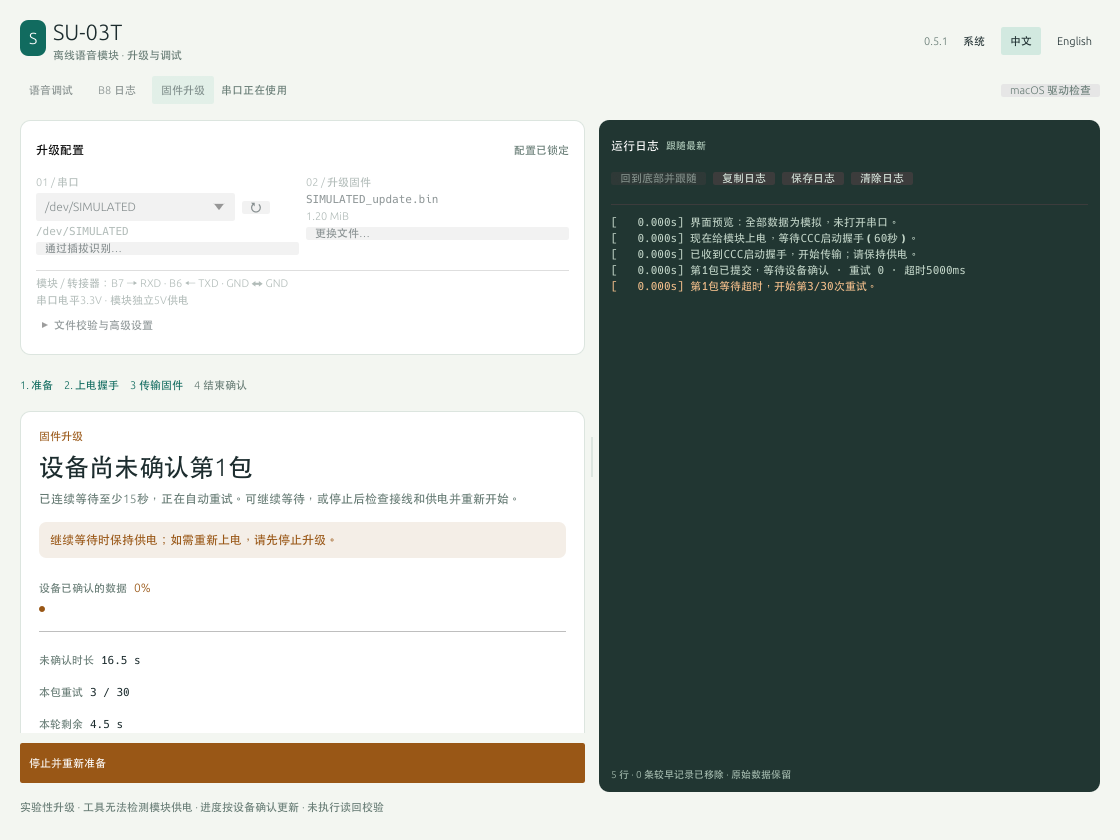 S
SU-03T
离线语音模块 · 升级与调试
0.5.1 系统 中文 English
语音调试 B8 日志 固件升级 串口正在使用
macOS 驱动检查
升级配置
配置已锁定
01 / 串口
/dev/SIMULATED
/dev/SIMULATED
通过插拔识别…
02 / 升级固件
SIMULATED_update.bin
1.20 MiB
更换文件…
模块 / 转接器：B7 → RXD · B6 ← TXD · GND ⬌ GND
串口电平3.3V · 模块独立5V供电
▶ 文件校验与高级设置
1. 准备 2. 上电握手 3 传输固件 4 结束确认
固件升级
设备尚未确认第1包
已连续等待至少15秒，正在自动重试。可继续等待，或停止后检查接线和供电并重新开始。
继续等待时保持供电；如需重新上电，请先停止升级。
设备已确认的数据 0%
未确认时长 16.5 s
本包重试 3 / 30
本轮剩余 4.5 s
停止并重新准备
运行日志 跟随最新
回到底部并跟随 复制日志 保存日志 清除日志
[   0.000s] 界面预览：全部数据为模拟，未打开串口。
[   0.000s] 现在给模块上电，等待CCC启动握手(60秒)。
[   0.000s] 已收到CCC启动握手，开始传输；请保持供电。
[   0.000s] 第1包已提交，等待设备确认 · 重试 0 · 超时5000ms
[   0.000s] 第1包等待超时，开始第3/30次重试。
5 行 · 0 条较早记录已移除 · 原始数据保留
实验性升级 · 工具无法检测模块供电 · 进度按设备确认更新 · 未执行读回校验